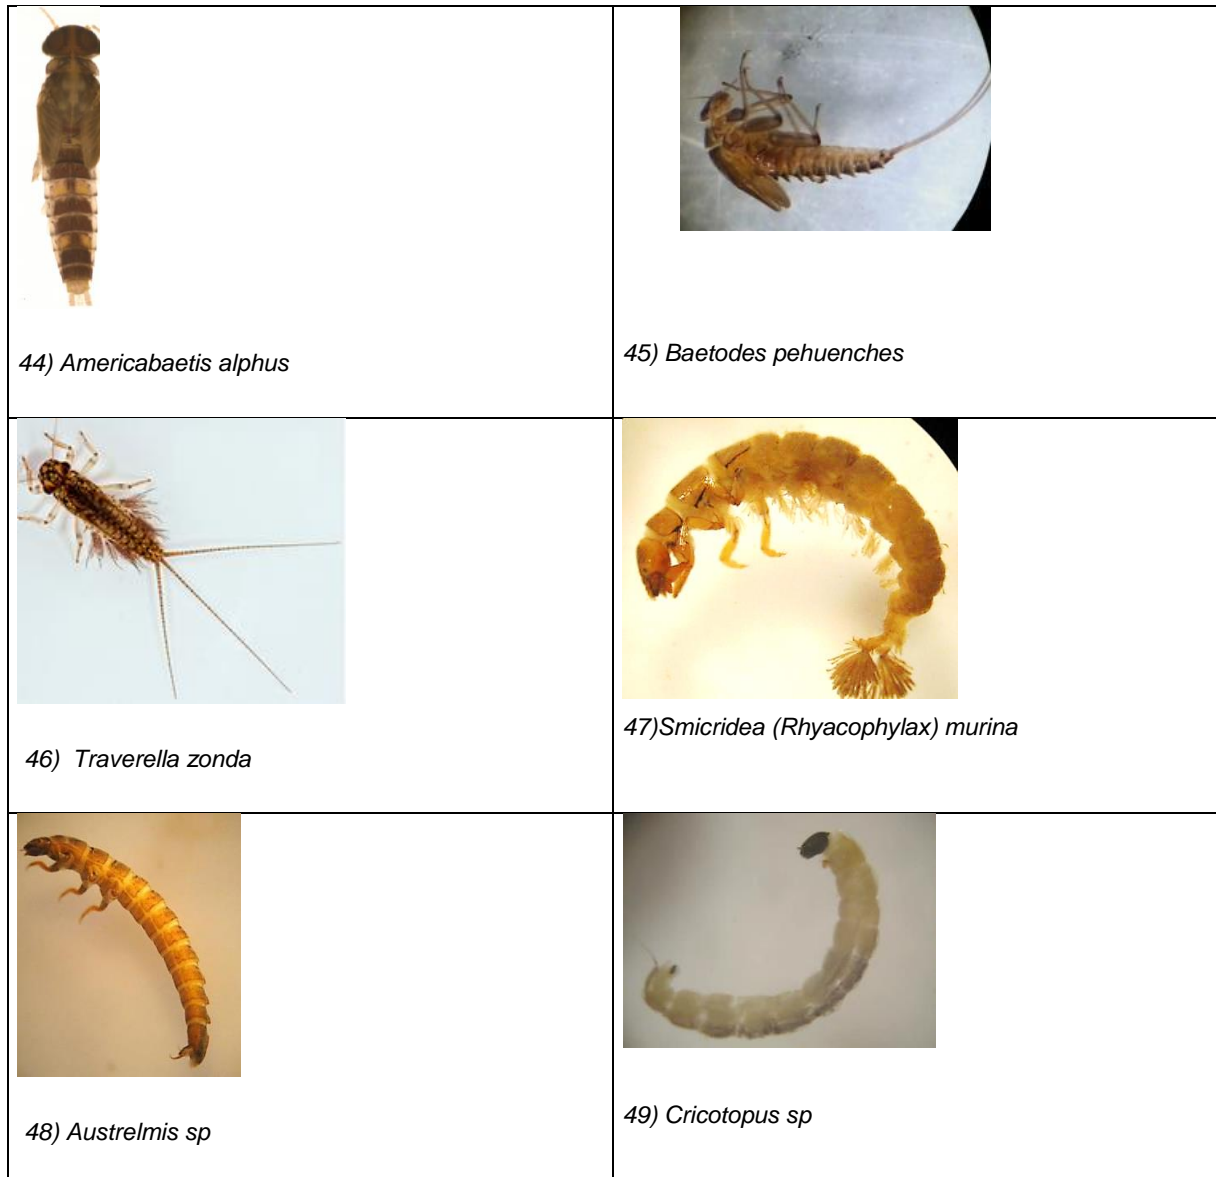 44) Americabaetis alphus
45) Baetodes pehuenches
46) Traverella zonda
47)Smicridea (Rhyacophylax) murina
48) Austrelmis sp
49) Cricotopus sp